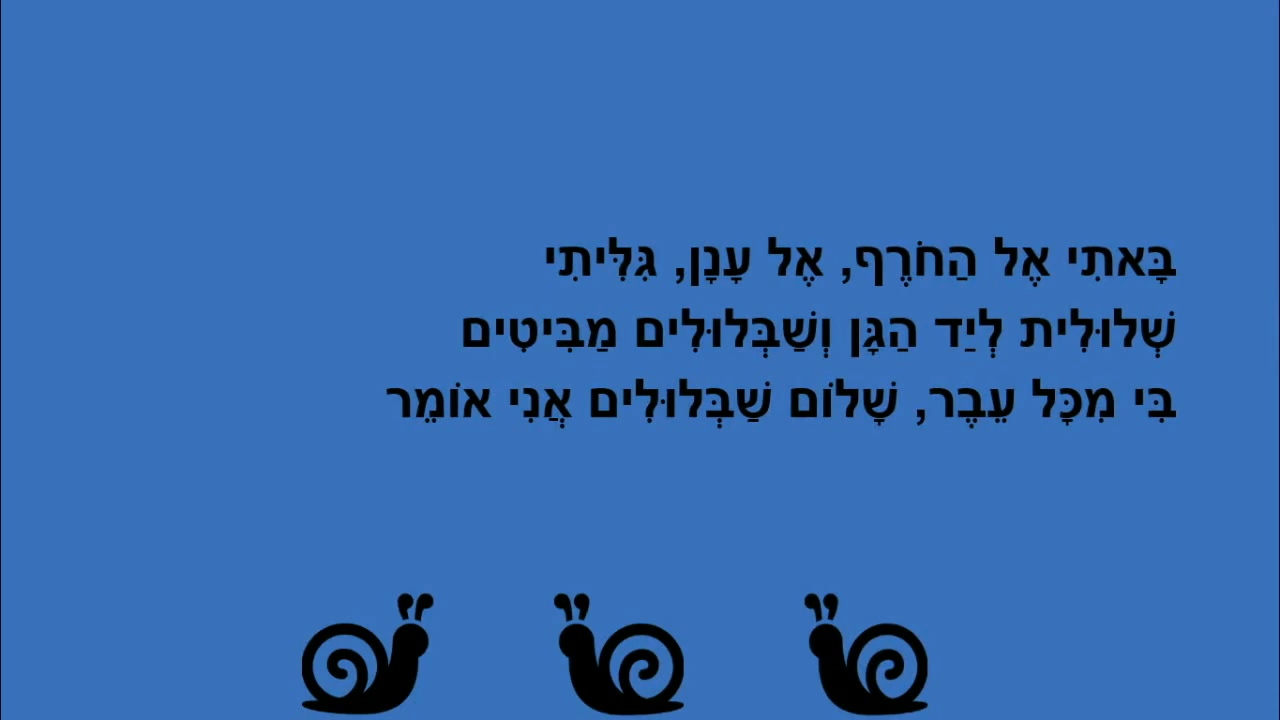 בָּאתִי אֶל הַחֹרֶף, אֶל עָנָן, גִּלִּיתִי
שְׁלוּלִית לְיַד הַגָּן וְשַׁבְּלוּלִים מַבִּיטִים
בִּי מִכָּל עֵבֶר, שָׁלוֹם שַׁבְּלוּלִים אֲנִי אוֹמֵר